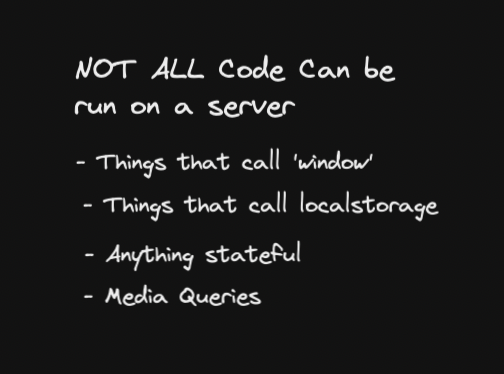 NOT ALL Code Can be
run on a server
- Things that call 'window'
- Things that call localstorage
- Anything stateful
- Media Queries